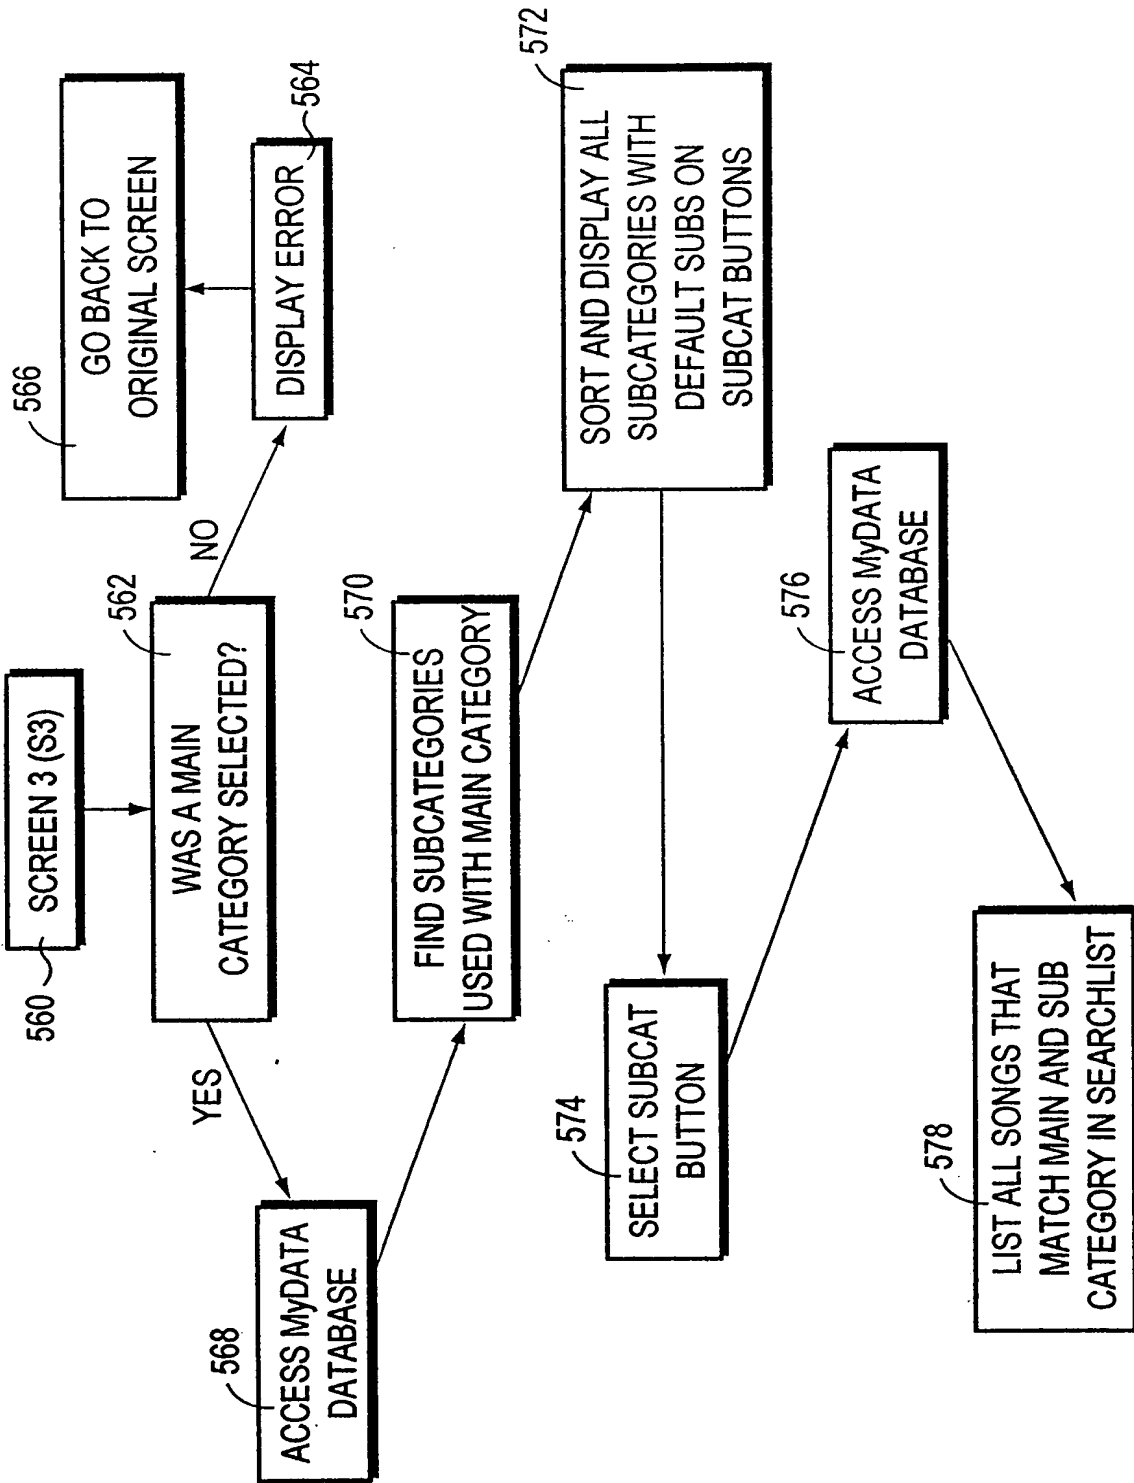 560
SCREEN 3 (S3)
562
WAS A MAIN
CATEGORY SELECTED?
NO
564
DISPLAY ERROR
566
GO BACK TO
ORIGINAL SCREEN
YES
568
ACCESS MyDATA
DATABASE
570
FIND SUBCATEGORIES
USED WITH MAIN CATEGORY
572
SORT AND DISPLAY ALL
SUBCATEGORIES WITH
DEFAULT SUBS ON
SUBCAT BUTTONS
574
SELECT SUBCAT
BUTTON
576
ACCESS MyDATA
DATABASE
578
LIST ALL SONGS THAT
MATCH MAIN AND SUB
CATEGORY IN SEARCHLIST